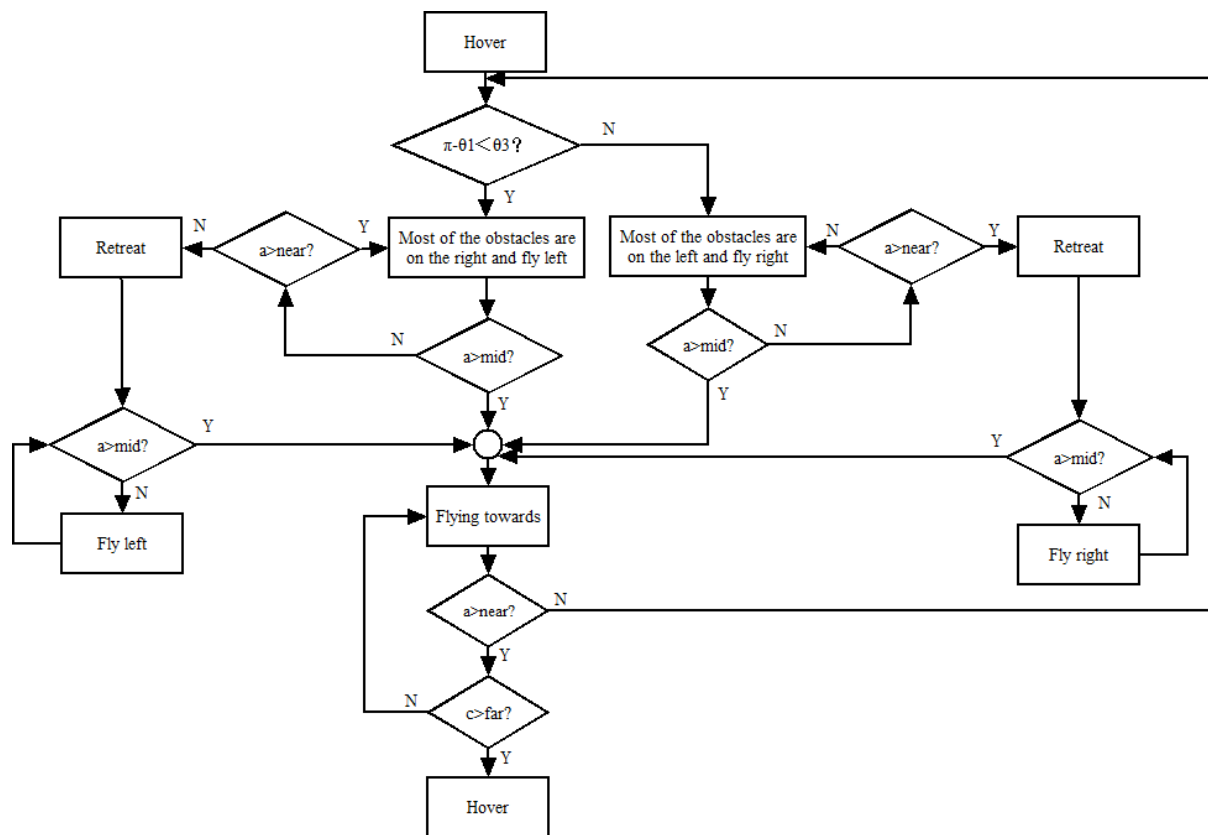 Hover
π-θ1＜θ3？
N
Y
Retreat
N
a>near?
Y
Most of the obstacles are
on the right and fly left
Most of the obstacles are
on the left and fly right
N
a>near?
Y
Retreat
N
a>mid?
Y
a>mid?
N
Y
a>mid?
Y
N
Fly left
Y
a>mid?
N
Fly right
Flying towards
a>near?
N
Y
N
c>far?
Y
Hover